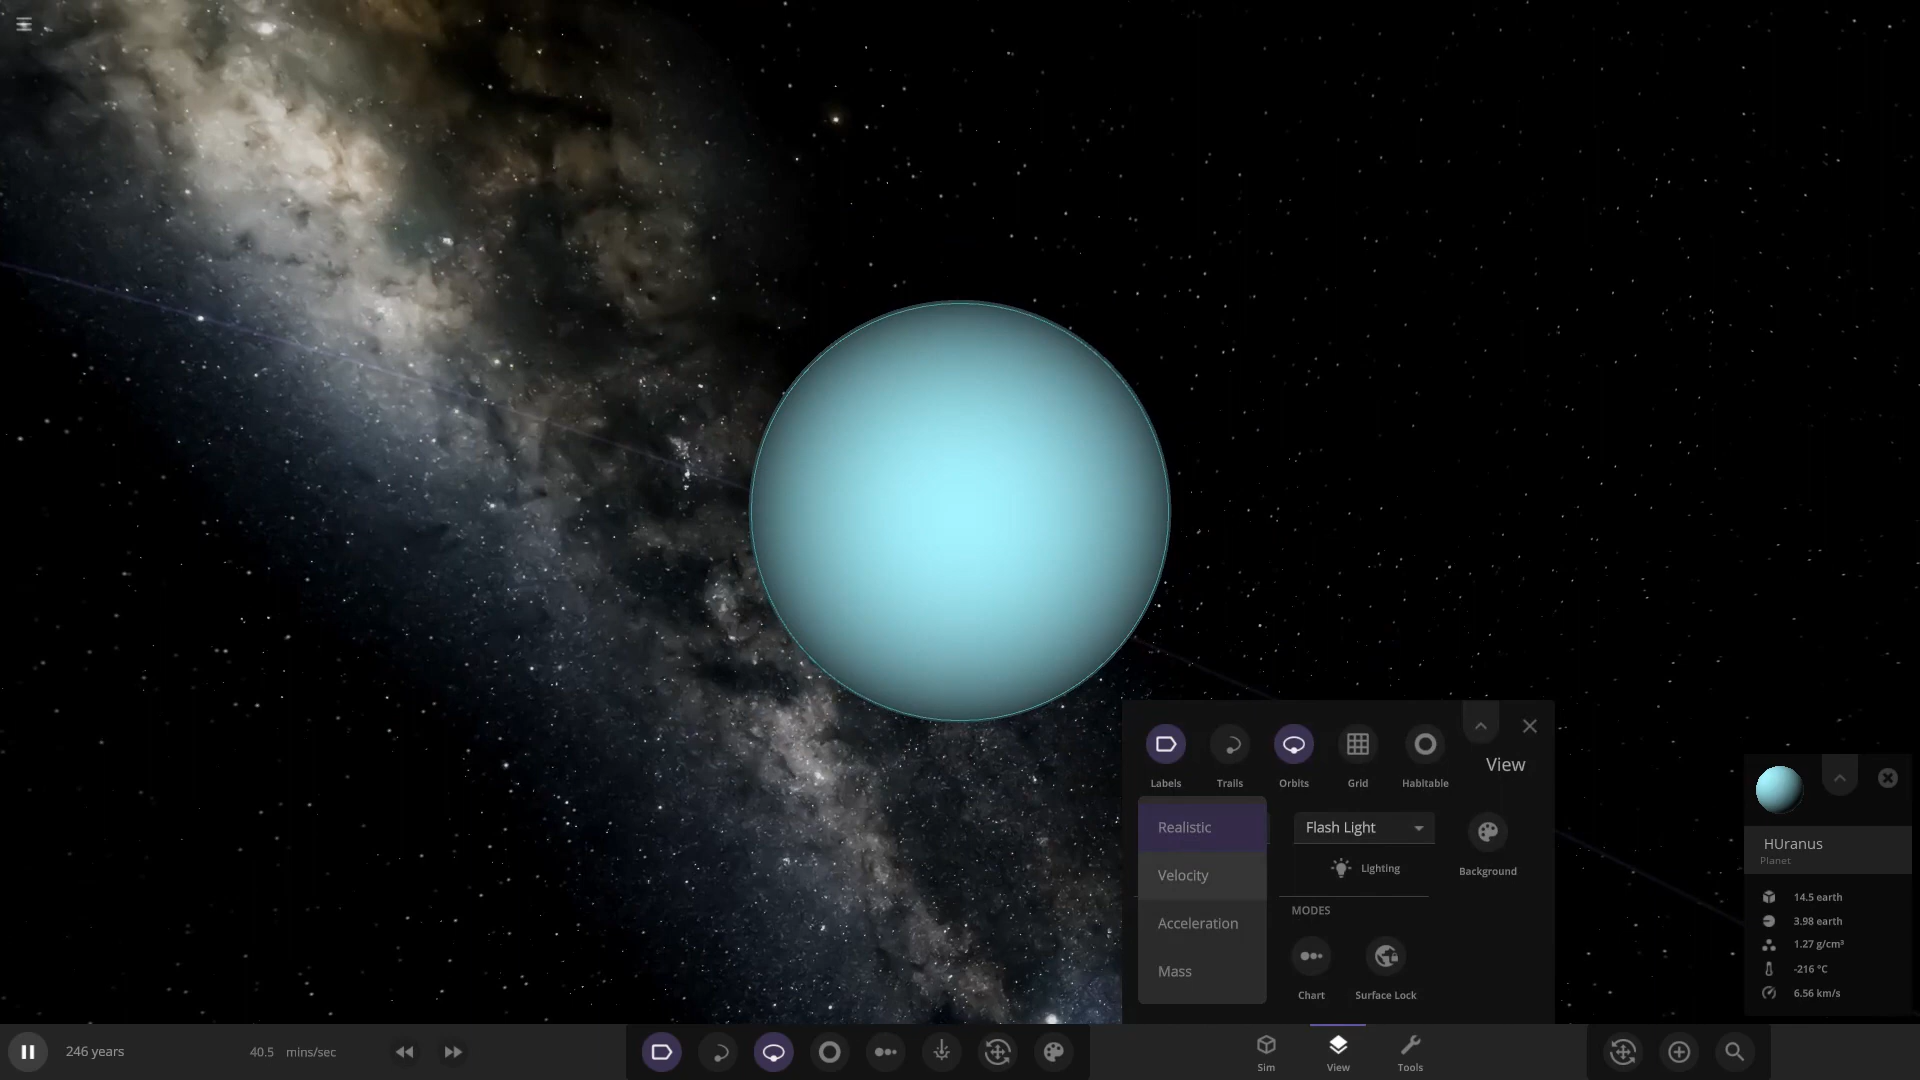 Labels
Trails
Orbits
Grid
Habitable
View
Realistic
Velocity
Acceleration
Mass
Flash Light
Lighting
Background
MODES
Chart
Surface Lock
HUranus
Planet
14.5 earth
3.98 earth
1.27 g/cm³
-216 °C
6.56 km/s
246 years
40.5 mins/sec
Sim
View
Tools